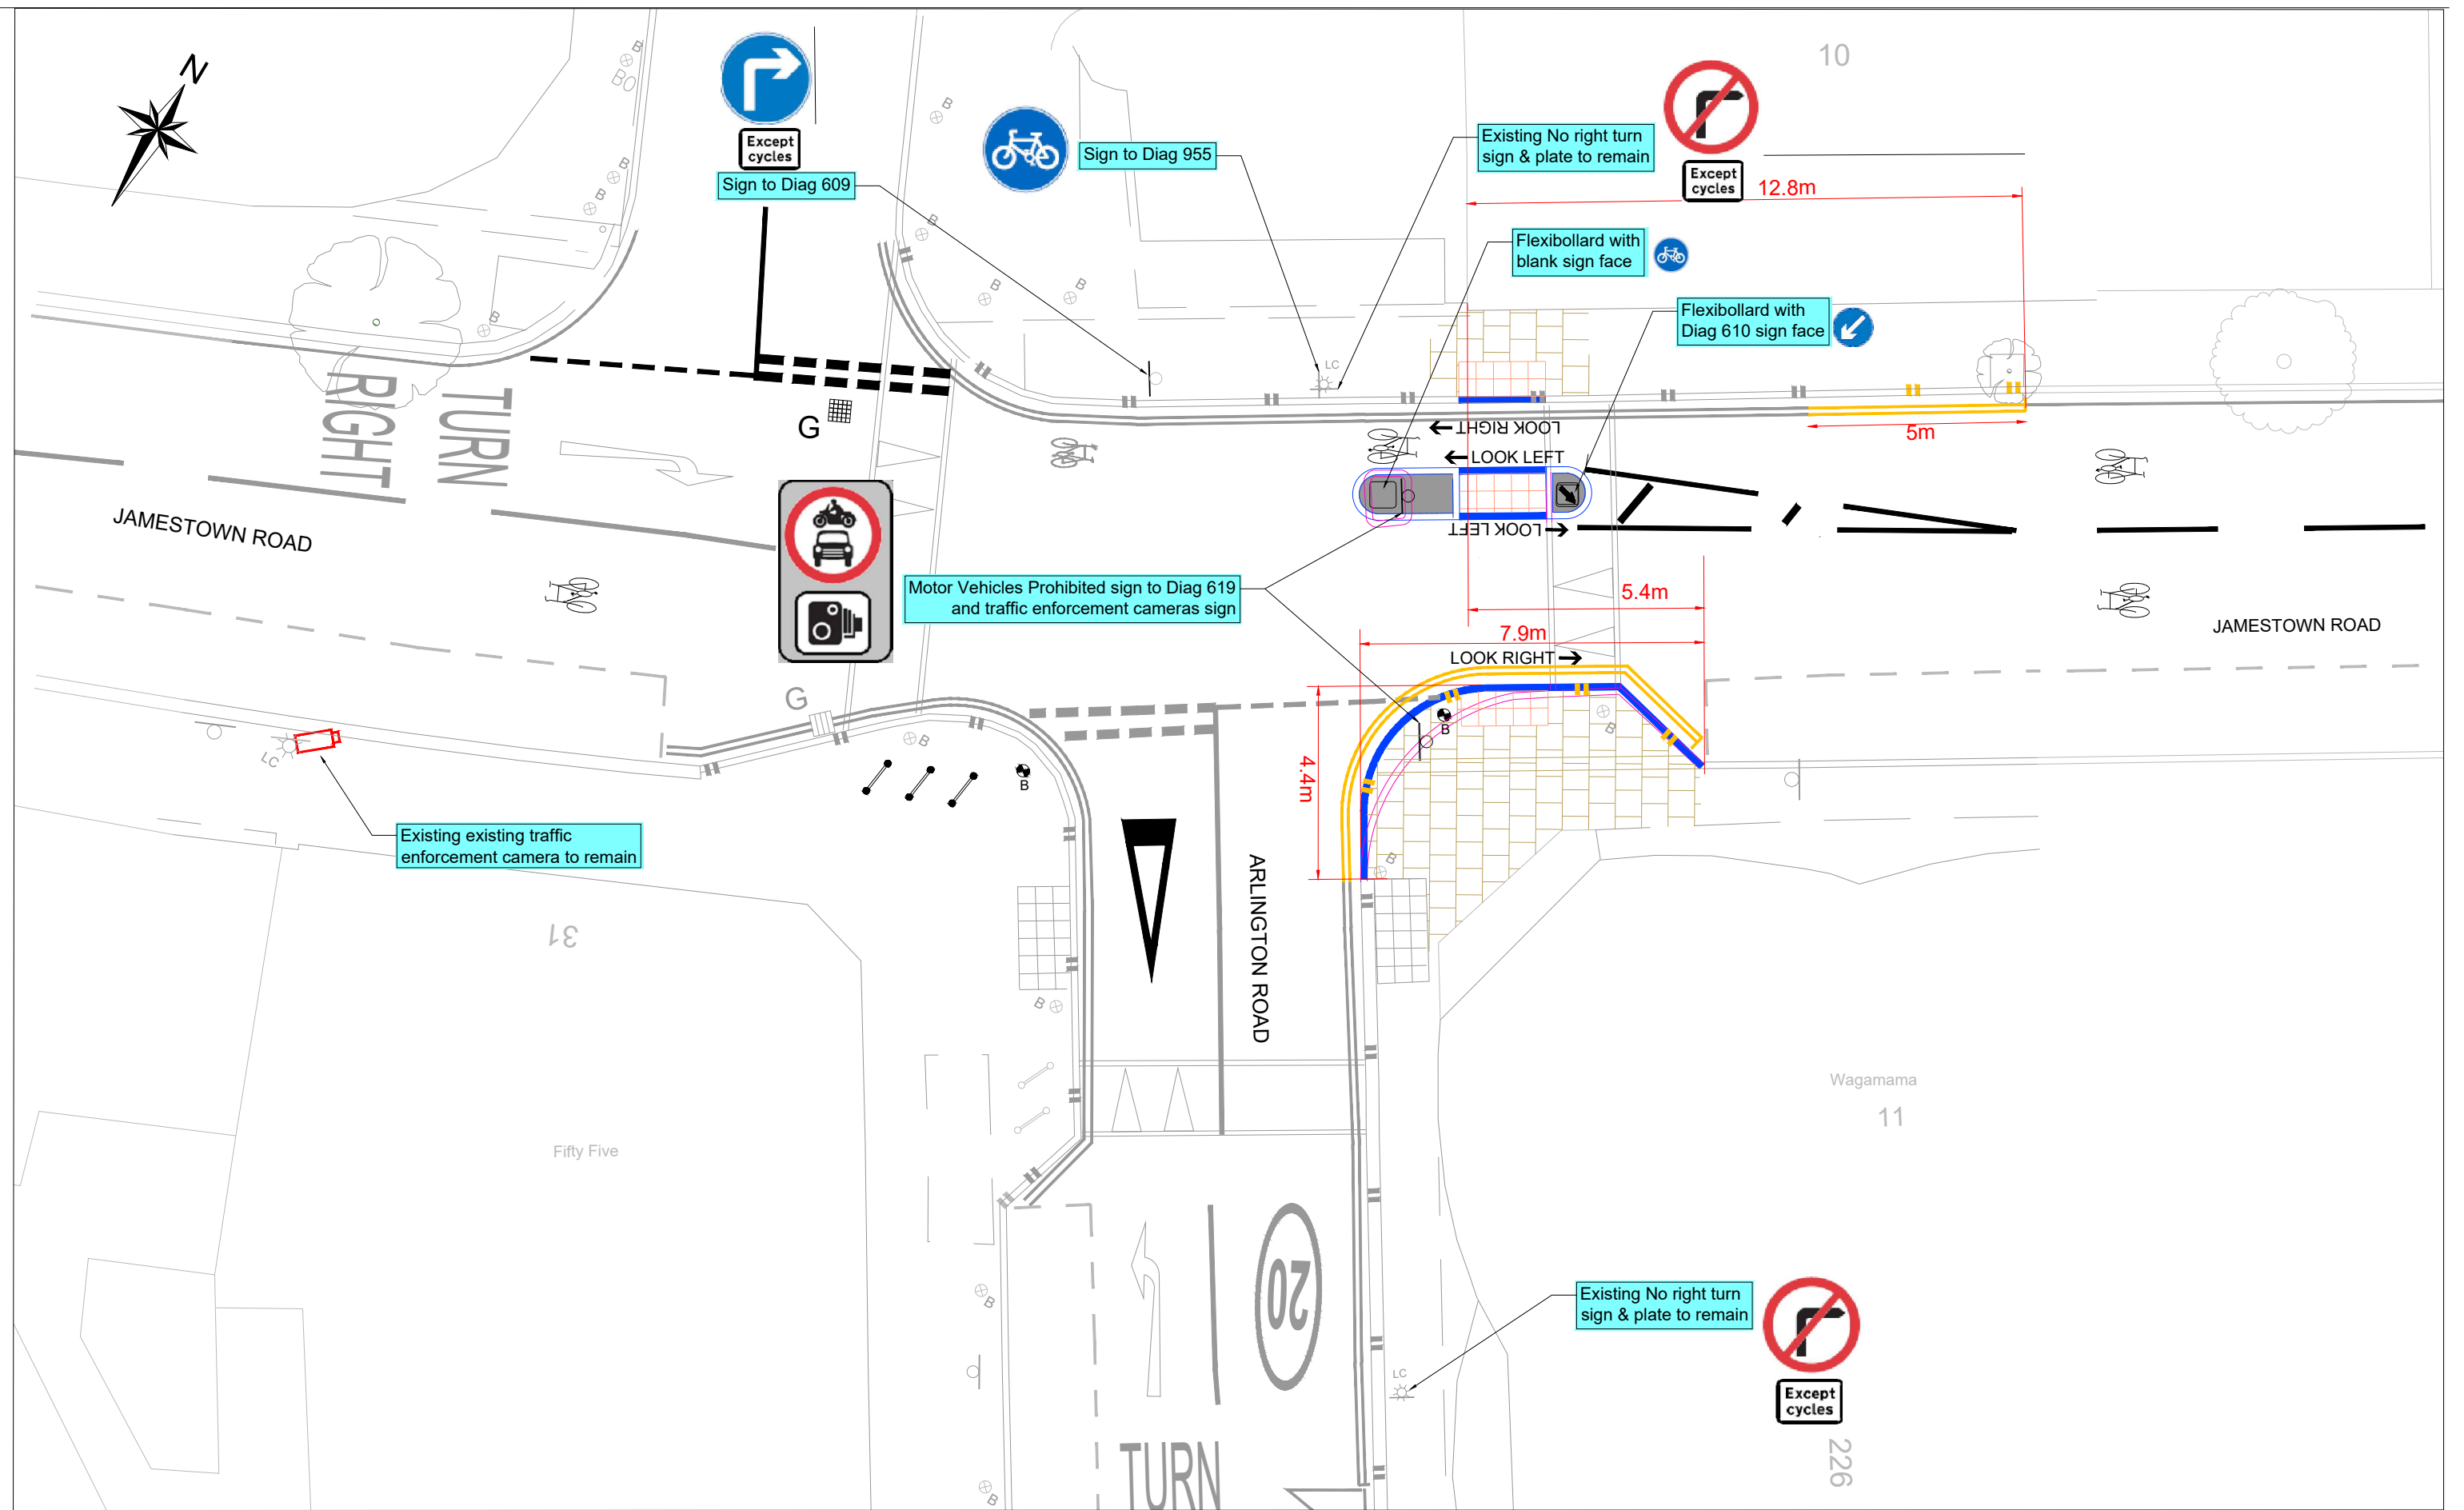 N
B
BO
B
B
B
B
B
B
B
10
Except
cycles
Sign to Diag 609
Sign to Diag 955
Existing No right turn
sign & plate to remain
Except
cycles
12.8m
Flexibollard with
blank sign face
Flexibollard with
Diag 610 sign face
LC
5m
TURN
RIGHT
G
LOOK RIGHT
LOOK LEFT
LOOK LEFT
JAMESTOWN ROAD
Motor Vehicles Prohibited sign to Diag 619
and traffic enforcement cameras sign
5.4m
7.9m
LOOK RIGHT
JAMESTOWN ROAD
G
LC
B
B
B
B
4.4m
Existing existing traffic
enforcement camera to remain
B
ARLINGTON ROAD
31
B
Wagamama
11
Fifty Five
20
B
Existing No right turn
sign & plate to remain
LC
Except
cycles
TURN
226
B